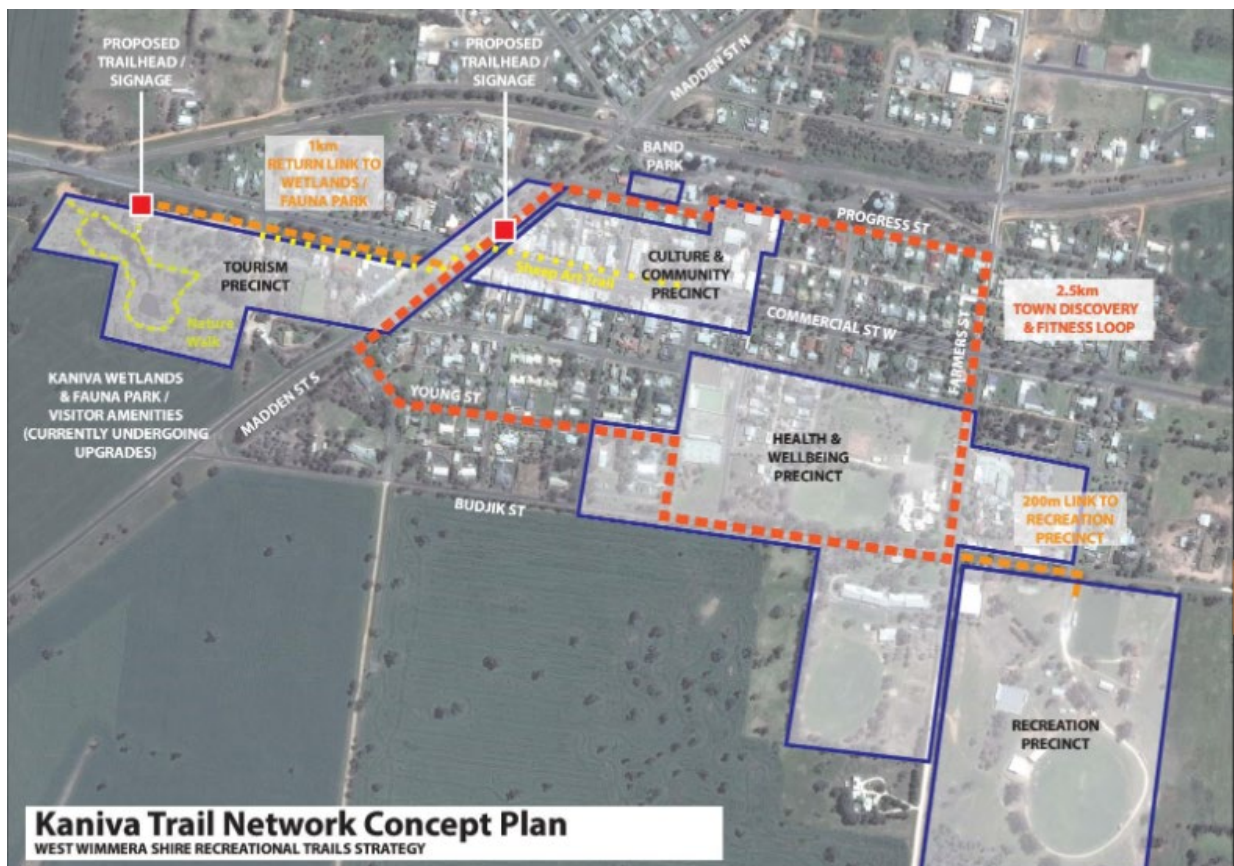 PROPOSED
TRAILHEAD /
SIGNAGE
PROPOSED
TRAILHEAD /
SIGNAGE
MADDEN ST N
1km
RETURN LINK TO
WETLANDS /
FAUNA PARK
BAND
PARK
PROGRESS ST
TOURISM
PRECINCT
Sheep Art Trail
CULTURE &
COMMUNITY
PRECINCT
2.5km
TOWN DISCOVERY
& FITNESS LOOP
Nature
Walk
COMMERCIAL ST W
FARMERS ST
KANIVA WETLANDS
& FAUNA PARK /
VISITOR AMENITIES
(CURRENTLY UNDERGOING
UPGRADES)
MADDEN ST S
YOUNG ST
HEALTH &
WELLBEING
PRECINCT
BUDJIK ST
200m LINK TO
RECREATION
PRECINCT
RECREATION
PRECINCT
Kaniva Trail Network Concept Plan
WEST WIMMERA SHIRE RECREATIONAL TRAILS STRATEGY